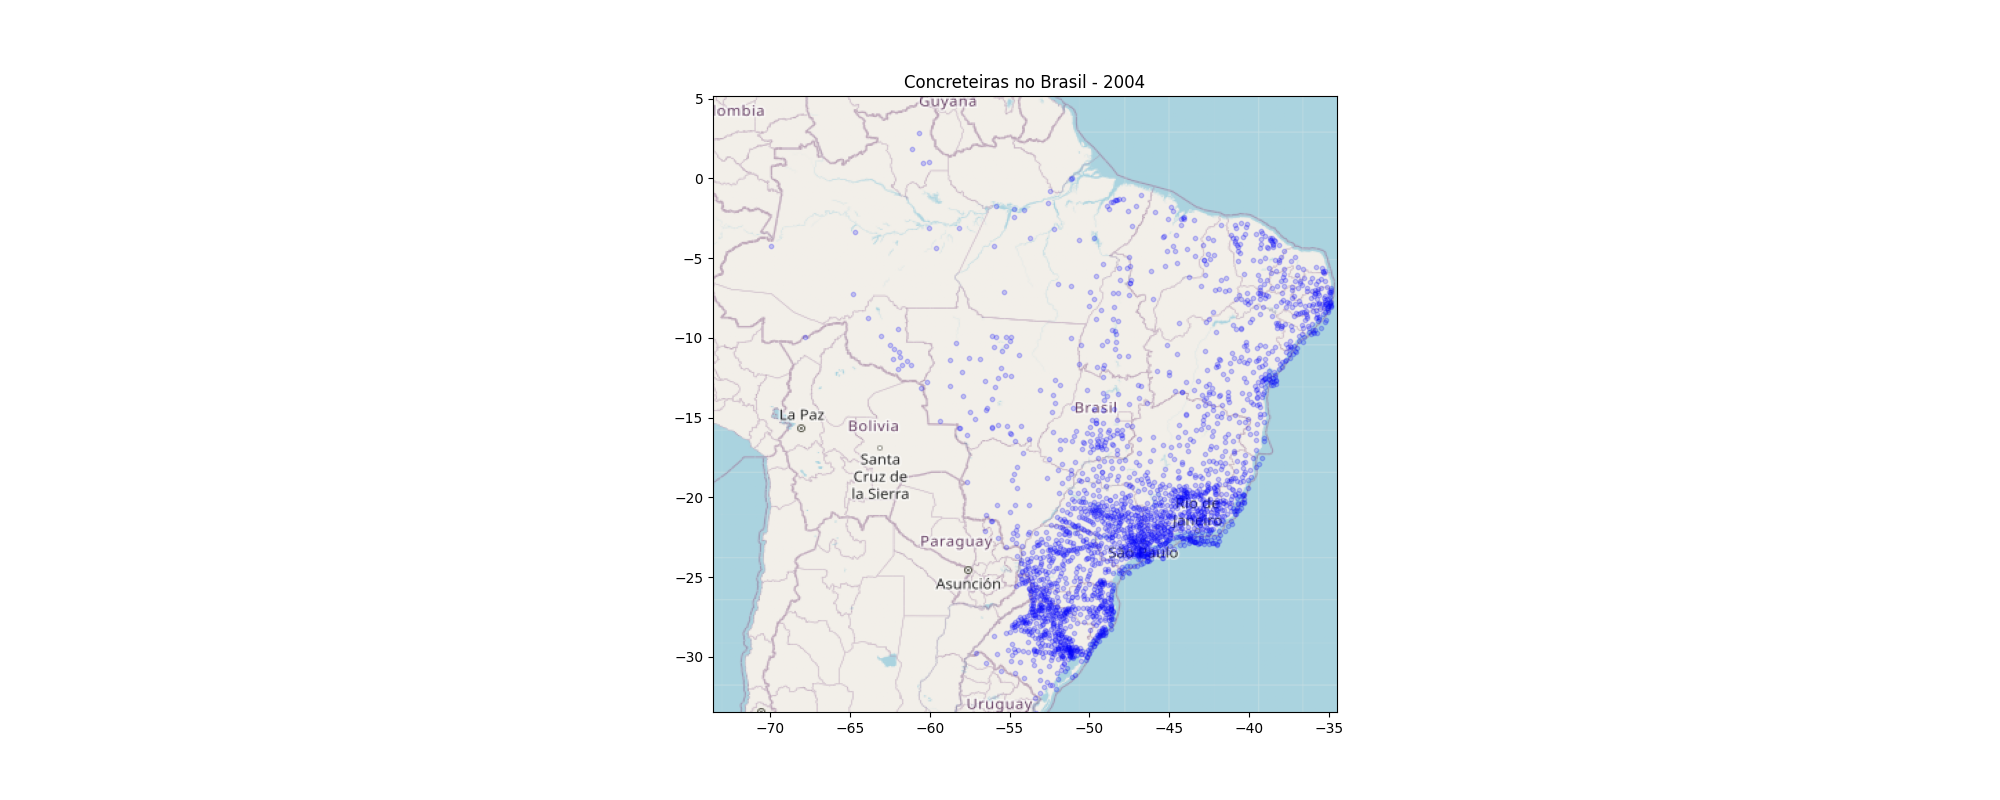 Concreteiras no Brasil - 2004
5
0
−5
−10
−15
−20
−25
−30
lombia
Guyana
La Paz
Bolivia
Brasil
Santa
Cruz de
la Sierra
Rio de
Janeiro
Paraguay
São Paulo
Asunción
Uruguay
−70
−65
−60
−55
−50
−45
−40
−35